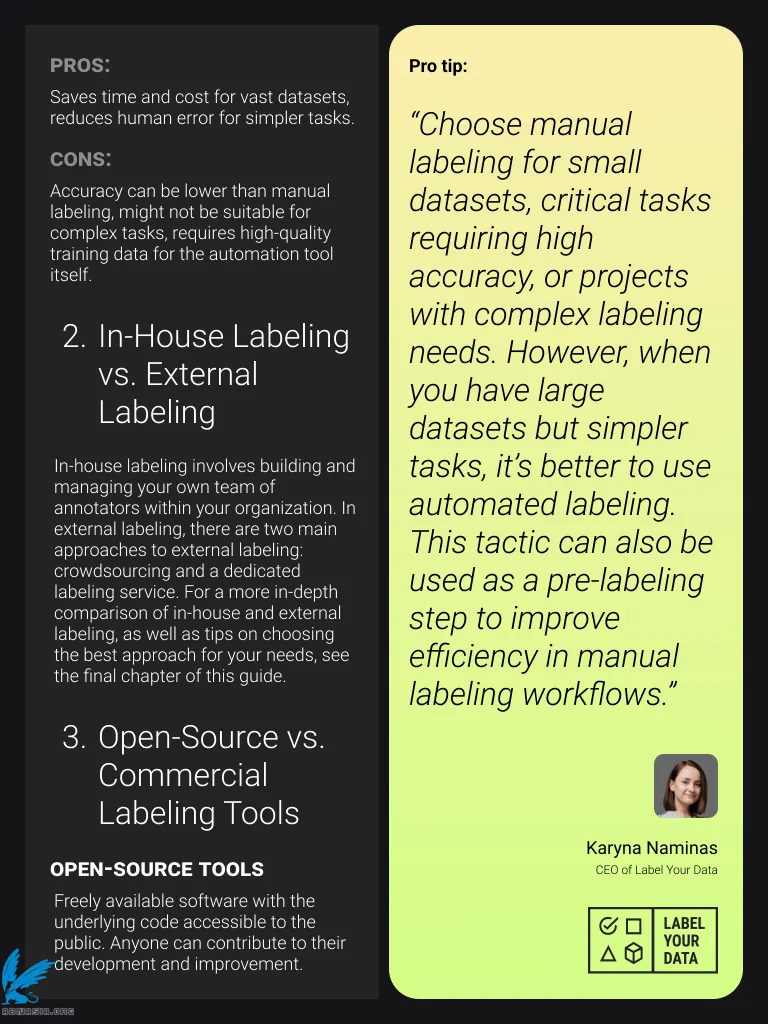 PROS:
Saves time and cost for vast datasets,
reduces human error for simpler tasks.
CONS:
Accuracy can be lower than manual
labeling, might not be suitable for
complex tasks, requires high-quality
training data for the automation tool
itself.
2. In-House Labeling
vs. External
Labeling
In-house labeling involves building and
managing your own team of
annotators within your organization. In
external labeling, there are two main
approaches to external labeling:
crowdsourcing and a dedicated
labeling service. For a more in-depth
comparison of in-house and external
labeling, as well as tips on choosing
the best approach for your needs, see
the final chapter of this guide.
3. Open-Source vs.
Commercial
Labeling Tools
OPEN-SOURCE TOOLS
Freely available software with the
underlying code accessible to the
public. Anyone can contribute to their
development and improvement.
Pro tip:
“Choose manual
labeling for small
datasets, critical tasks
requiring high
accuracy, or projects
with complex labeling
needs. However, when
you have large
datasets but simpler
tasks, it’s better to use
automated labeling.
This tactic can also be
used as a pre-labeling
step to improve
efficiency in manual
labeling workflows.”
Karyna Naminas
CEO of Label Your Data
LABEL
YOUR
DATA
ABMASIA.ORG